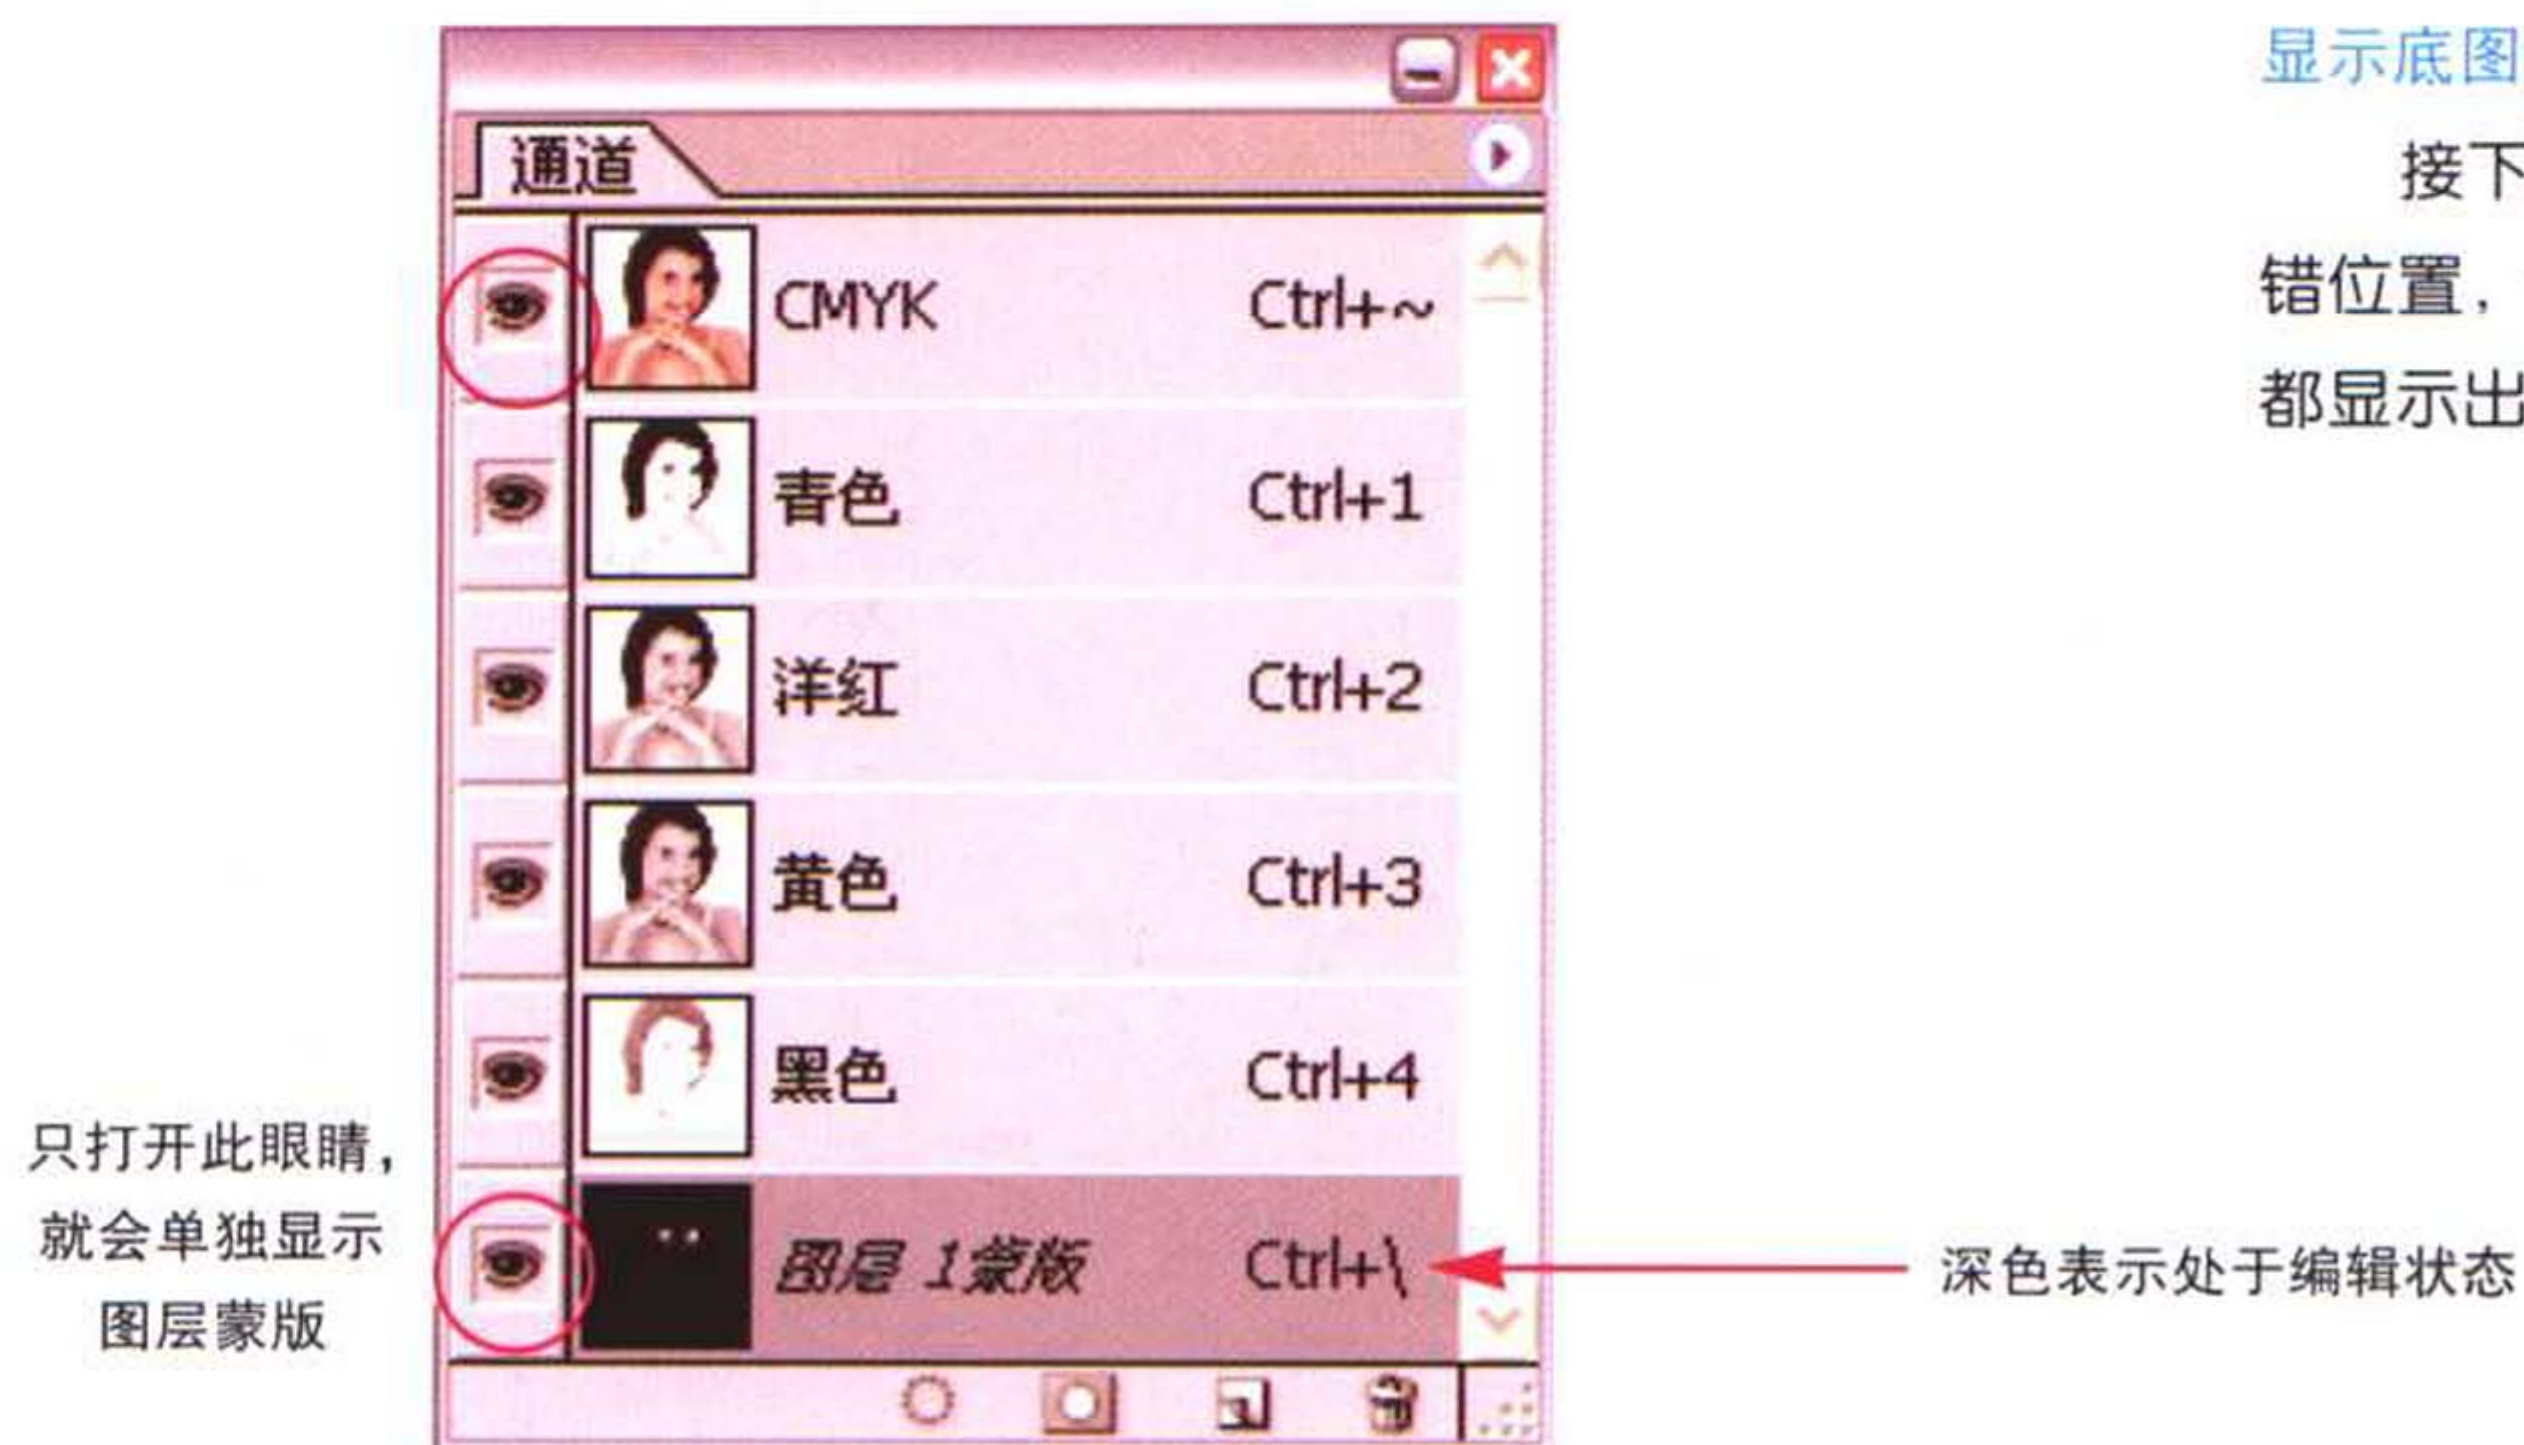 通道
CMYK Ctrl+~
青色 Ctrl+1
洋红 Ctrl+2
黄色 Ctrl+3
黑色 Ctrl+4
图层 1蒙版 Ctrl+\
只打开此眼睛，
就会单独显示
图层蒙版
深色表示处于编辑状态
显示底图
接下
错位置，
都显示出